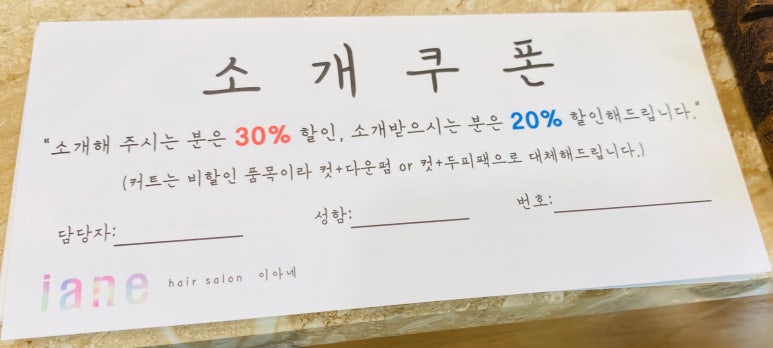 소개쿠폰
"소개해 주시는 분은 30% 할인, 소개받으시는 분은 20% 할인해드립니다."
(커트는 비할인 품목이라 컷+다운펌 or 컷+두피팩으로 대체해드립니다.)
담당자: 성함: 번호:
iane hair salon 이아네